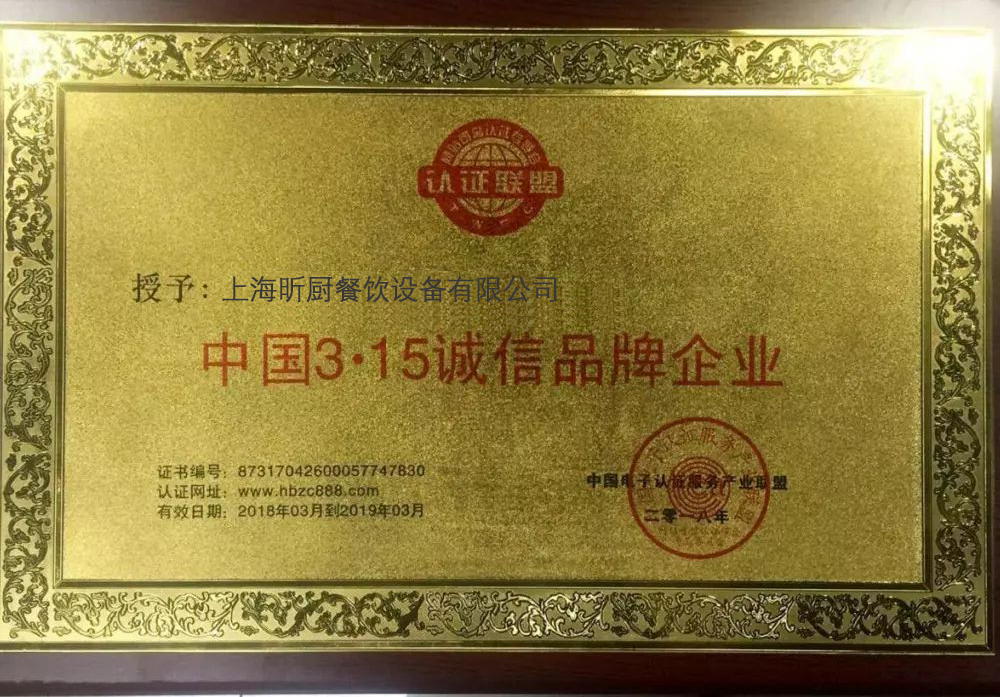 认证联盟
授予：上海昕厨餐饮设备有限公司
中国3·15诚信品牌企业
证书编号：87317042600057747830
认证网址：www.hbzc888.com
有效日期：2018年03月到2019年03月
中国电子认证服务产业联盟
二零一八年